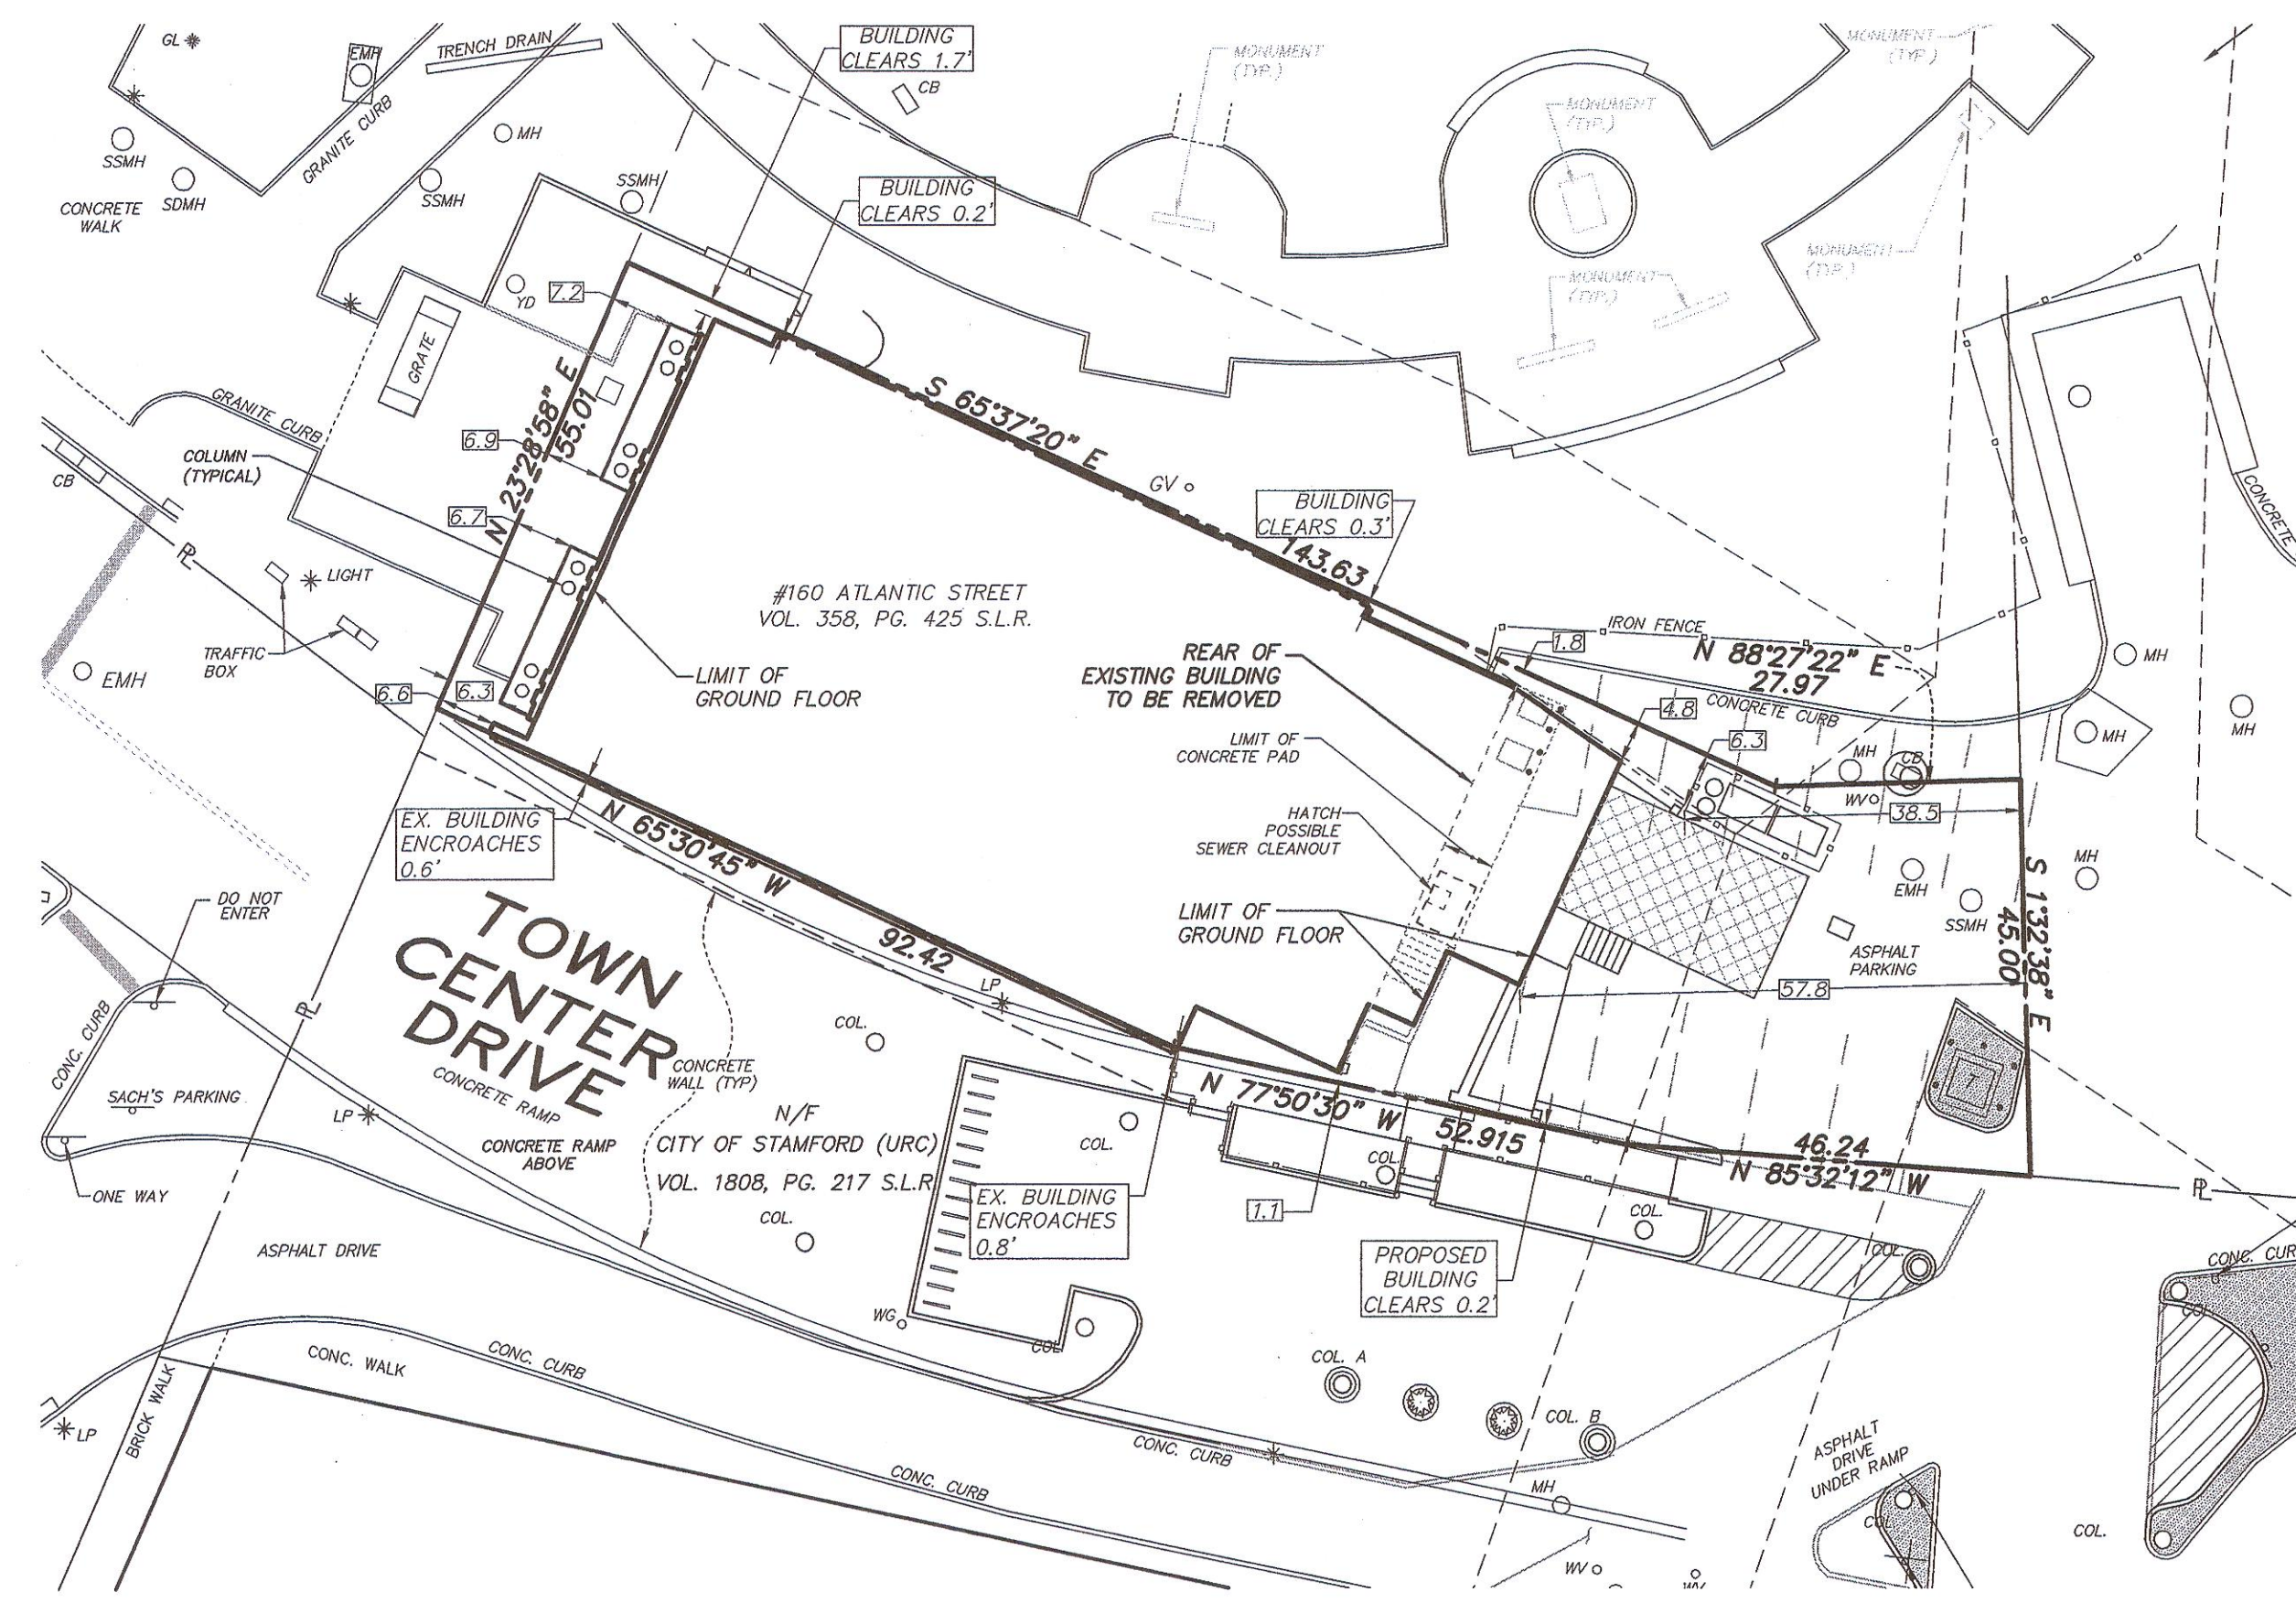 GL
EMH
TRENCH DRAIN
BUILDING
CLEARS 1.7'
CB
MONUMENT
(TYP.)
MONUMENT
(TYP.)
MONUMENT
(TYP.)
GRANITE CURB
MH
SSMH
SDMH
CONCRETE
WALK
SSMH
SSMH
BUILDING
CLEARS 0.2'
MONUMENT
(TYP.)
MONUMENT
(TYP.)
YD
7.2
GRATE
GRANITE CURB
N 23°28'58" E
55.01
S 65°37'20" E
143.63
6.9
COLUMN
(TYPICAL)
CB
6.7
GV
BUILDING
CLEARS 0.3'
CONCRETE
PL
LIGHT
TRAFFIC
BOX
EMH
#160 ATLANTIC STREET
VOL. 358, PG. 425 S.L.R.
LIMIT OF
GROUND FLOOR
6.6
6.3
REAR OF
EXISTING BUILDING
TO BE REMOVED
IRON FENCE
1.8
N 88°27'22" E
27.97
CONCRETE CURB
4.8
6.3
MH
MH
MH
MH
CB
WV
38.5
LIMIT OF
CONCRETE PAD
HATCH
POSSIBLE
SEWER CLEANOUT
LIMIT OF
GROUND FLOOR
EMH
SSMH
MH
ASPHALT
PARKING
57.8
S 1°32'38" E
45.00
EX. BUILDING
ENCROACHES
0.6'
N 65°30'45" W
92.42
DO NOT
ENTER
TOWN
CENTER
DRIVE
PL
LP
COL.
CONC. CURB
SACH'S PARKING
CONCRETE RAMP
CONCRETE
WALL (TYP)
LP
CONCRETE RAMP
ABOVE
N/F
CITY OF STAMFORD (URC)
VOL. 1808, PG. 217 S.L.R
COL.
COL.
N 77°50'30" W
52.915
COL.
46.24
N 85°32'12" W
7
PL
ONE WAY
EX. BUILDING
ENCROACHES
0.8'
1.1
COL.
COL.
ASPHALT DRIVE
PROPOSED
BUILDING
CLEARS 0.2'
CONC. CUR
COL
WG
COL
CONC. WALK
CONC. CURB
BRICK WALK
LP
COL. A
COL. B
CONC. CURB
CONC. CURB
MH
ASPHALT
DRIVE
UNDER RAMP
COL
COL.
WV
WV